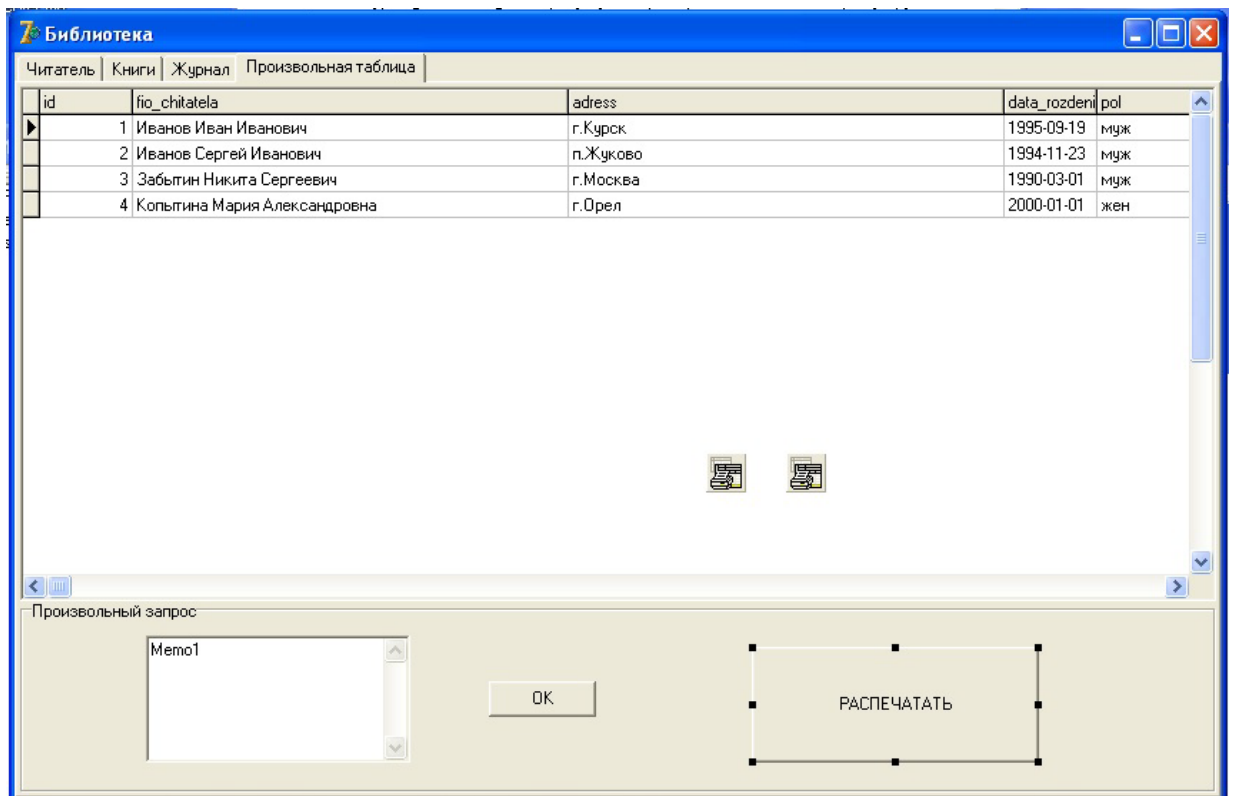 Библиотека
Читатель Книги Журнал Произвольная таблица
id fio_chitatela adress data_rozdeni pol
1 Иванов Иван Иванович г.Курск 1995-09-19 муж
2 Иванов Сергей Иванович п.Жуково 1994-11-23 муж
3 Забытин Никита Сергеевич г.Москва 1990-03-01 муж
4 Копытина Мария Александровна г.Орел 2000-01-01 жен
Произвольный запрос
Memo1
OK
РАСПЕЧАТАТЬ